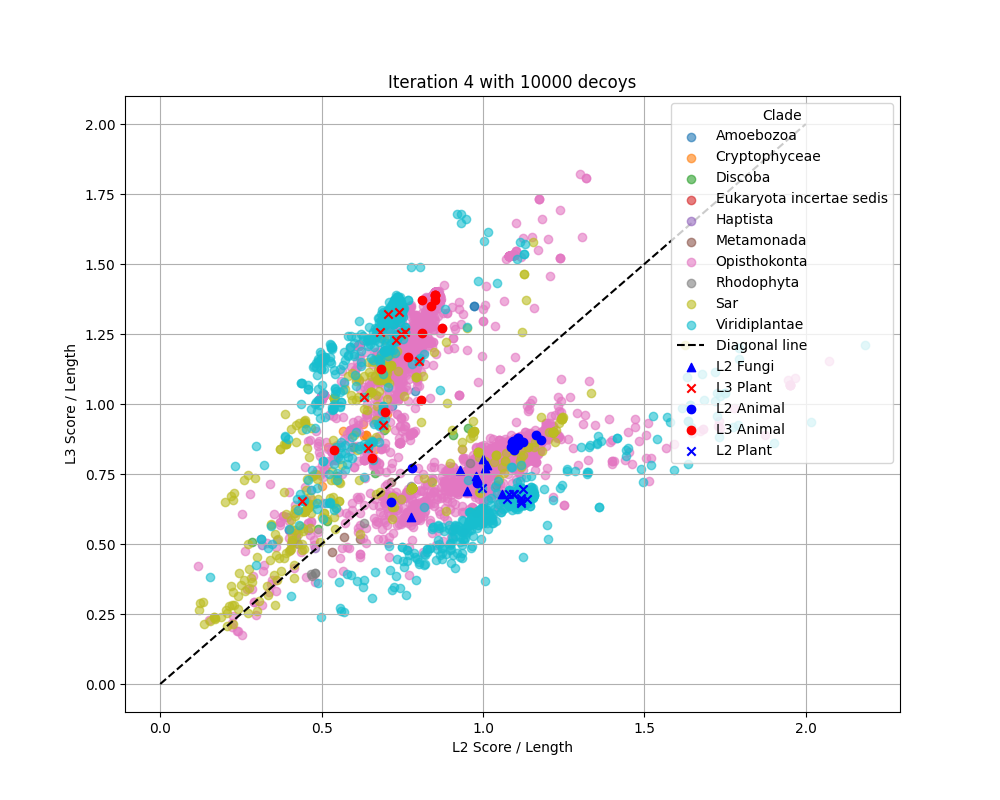 Iteration 4 with 10000 decoys
L3 Score / Length
2.00
1.75
1.50
1.25
1.00
0.75
0.50
0.25
0.00
0.0
0.5
1.0
1.5
2.0
L2 Score / Length
Clade
Amoebozoa
Cryptophyceae
Discoba
Eukaryota incertae sedis
Haptista
Metamonada
Opisthokonta
Rhodophyta
Sar
Viridiplantae
Diagonal line
L2 Fungi
L3 Plant
L2 Animal
L3 Animal
L2 Plant